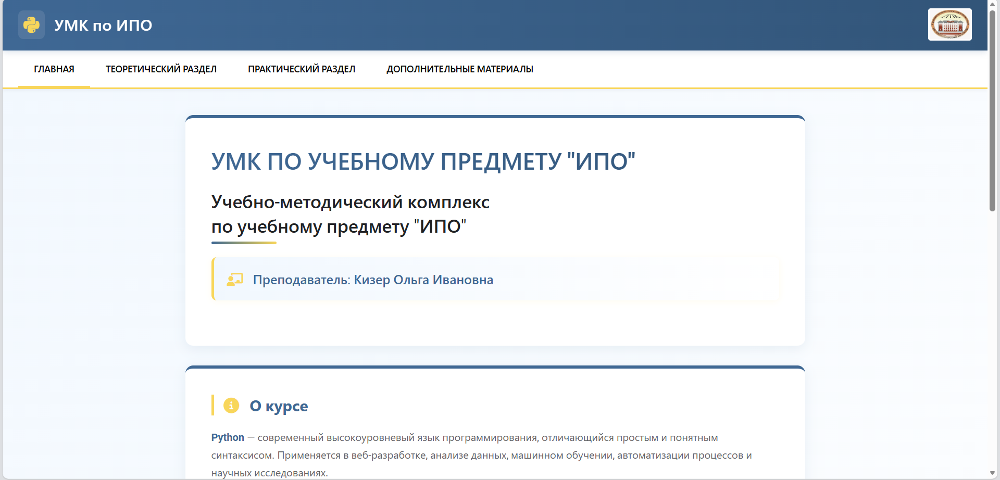 УМК по ИПО
ГЛАВНАЯ
ТЕОРЕТИЧЕСКИЙ РАЗДЕЛ
ПРАКТИЧЕСКИЙ РАЗДЕЛ
ДОПОЛНИТЕЛЬНЫЕ МАТЕРИАЛЫ
УМК ПО УЧЕБНОМУ ПРЕДМЕТУ "ИПО"
Учебно-методический комплекс
по учебному предмету "ИПО"
Преподаватель: Кизер Ольга Ивановна
О курсе
Python — современный высокоуровневый язык программирования, отличающийся простым и понятным
синтаксисом. Применяется в веб-разработке, анализе данных, машинном обучении, автоматизации процессов и
научных исследованиях.